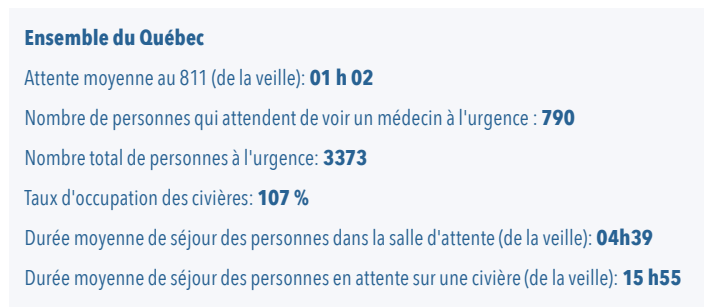 Ensemble du Québec
Attente moyenne au 811 (de la veille): 01 h 02
Nombre de personnes qui attendent de voir un médecin à l'urgence : 790
Nombre total de personnes à l'urgence: 3373
Taux d'occupation des civières: 107 %
Durée moyenne de séjour des personnes dans la salle d'attente (de la veille): 04h39
Durée moyenne de séjour des personnes en attente sur une civière (de la veille): 15 h55